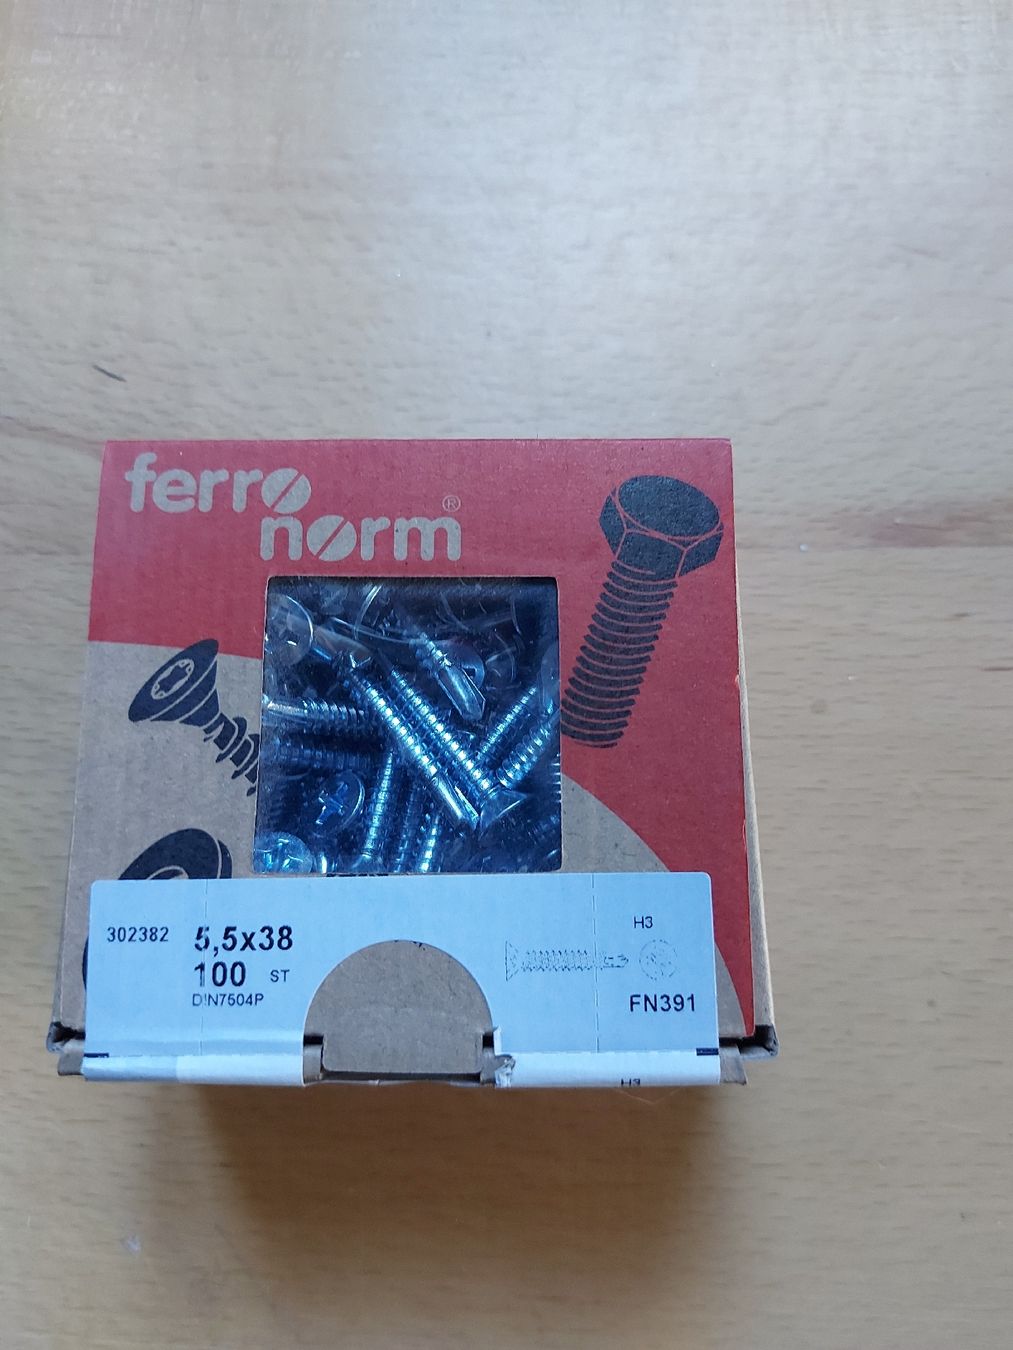 ferro
norm®
302382
5,5x38
100 ST
DIN7504P
H3
FN391
H3